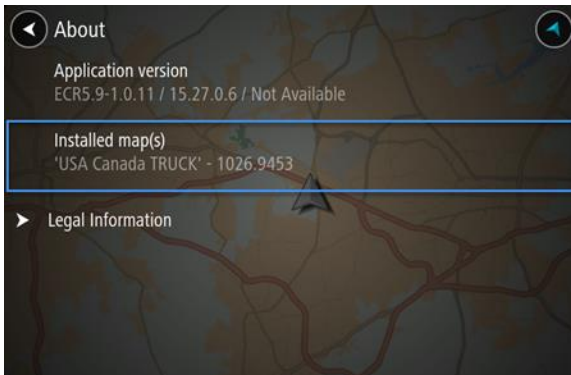 About
Application version
ECR5.9-1.0.11 / 15.27.0.6 / Not Available
Installed map(s)
'USA Canada TRUCK' - 1026.9453
Legal Information